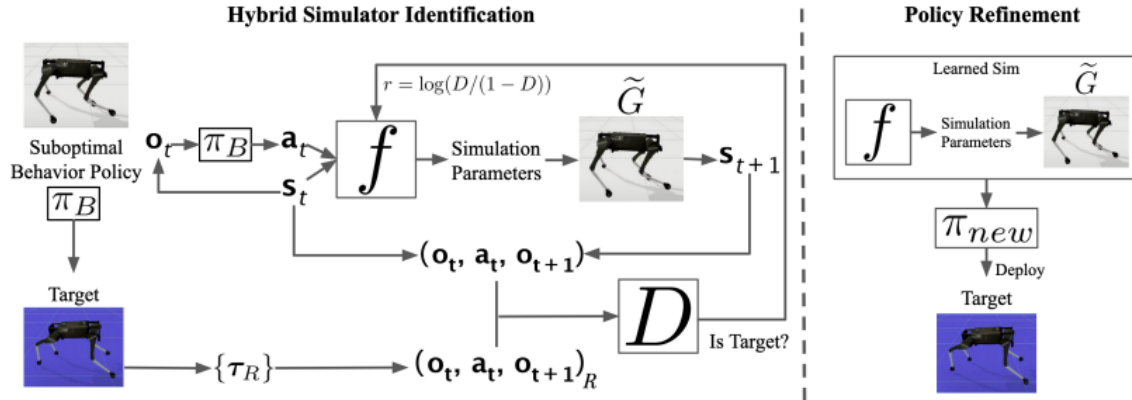 Hybrid Simulator Identification
Suboptimal
Behavior Policy
π_B
Target
o_t
π_B
a_t
s_t
f
r = log(D/(1 − D))
Simulation
Parameters
G̃
s_{t+1}
(o_t, a_t, o_{t+1})
{τ_R}
(o_t, a_t, o_{t+1})_R
D
Is Target?
Policy Refinement
Learned Sim
f
Simulation
Parameters
G̃
π_{new}
Deploy
Target